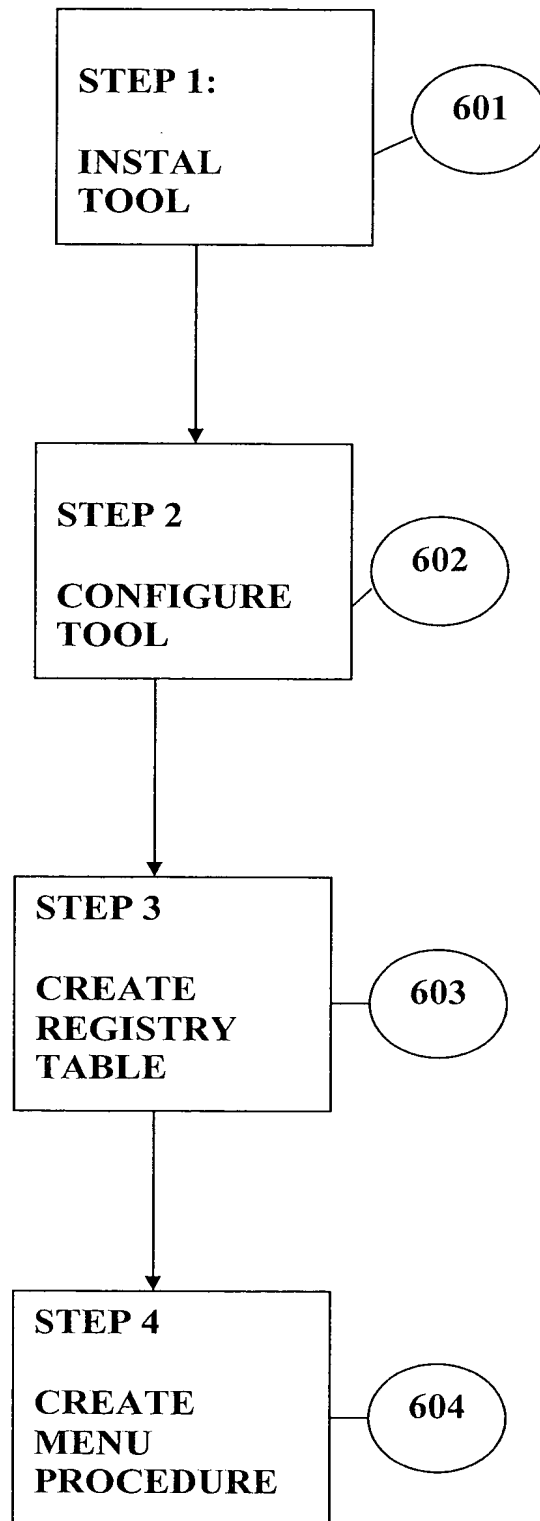 STEP 1:
601
INSTAL
TOOL
STEP 2
602
CONFIGURE
TOOL
STEP 3
603
CREATE
REGISTRY
TABLE
STEP 4
604
CREATE
MENU
PROCEDURE